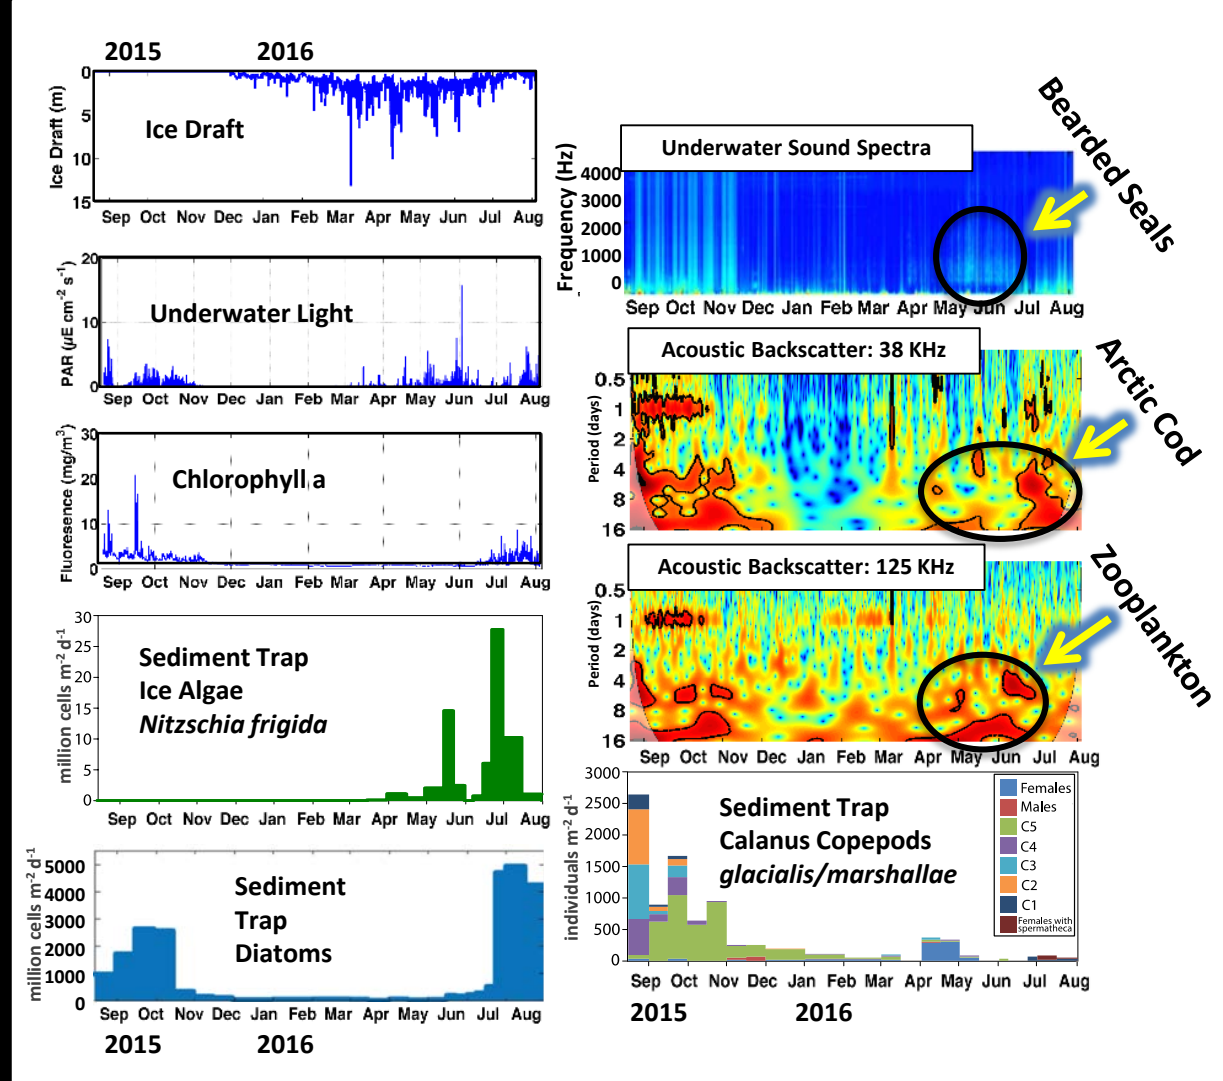 2015 2016
Ice Draft (m)
0
5
10
15
Ice Draft
Sep Oct Nov Dec Jan Feb Mar Apr May Jun Jul Aug
PAR (µE cm-2 s-1)
20
10
0
Underwater Light
Sep Oct Nov Dec Jan Feb Mar Apr May Jun Jul Aug
Fluoresence (mg/m3)
30
20
10
0
Chlorophyll a
Sep Oct Nov Dec Jan Feb Mar Apr May Jun Jul Aug
million cells m-2 d-1
30
25
20
15
10
5
0
Sediment Trap
Ice Algae
Nitzschia frigida
Sep Oct Nov Dec Jan Feb Mar Apr May Jun Jul Aug
million cells m-2 d-1
5000
4000
3000
2000
1000
0
Sediment
Trap
Diatoms
Sep Oct Nov Dec Jan Feb Mar Apr May Jun Jul Aug
2015 2016
Underwater Sound Spectra
Bearded Seals
Frequency (Hz)
4000
3000
2000
1000
0
Sep Oct Nov Dec Jan Feb Mar Apr May Jun Jul Aug
Acoustic Backscatter: 38 KHz
Arctic Cod
Period (days)
0.5
1
2
4
8
16
Acoustic Backscatter: 125 KHz
Zooplankton
Period (days)
0.5
1
2
4
8
16
Sep Oct Nov Dec Jan Feb Mar Apr May Jun Jul Aug
individuals m-2 d-1
3000
2500
2000
1500
1000
500
0
Sediment Trap
Calanus Copepods
glacialis/marshallae
Females
Males
C5
C4
C3
C2
C1
Females with
spermatheca
Sep Oct Nov Dec Jan Feb Mar Apr May Jun Jul Aug
2015 2016